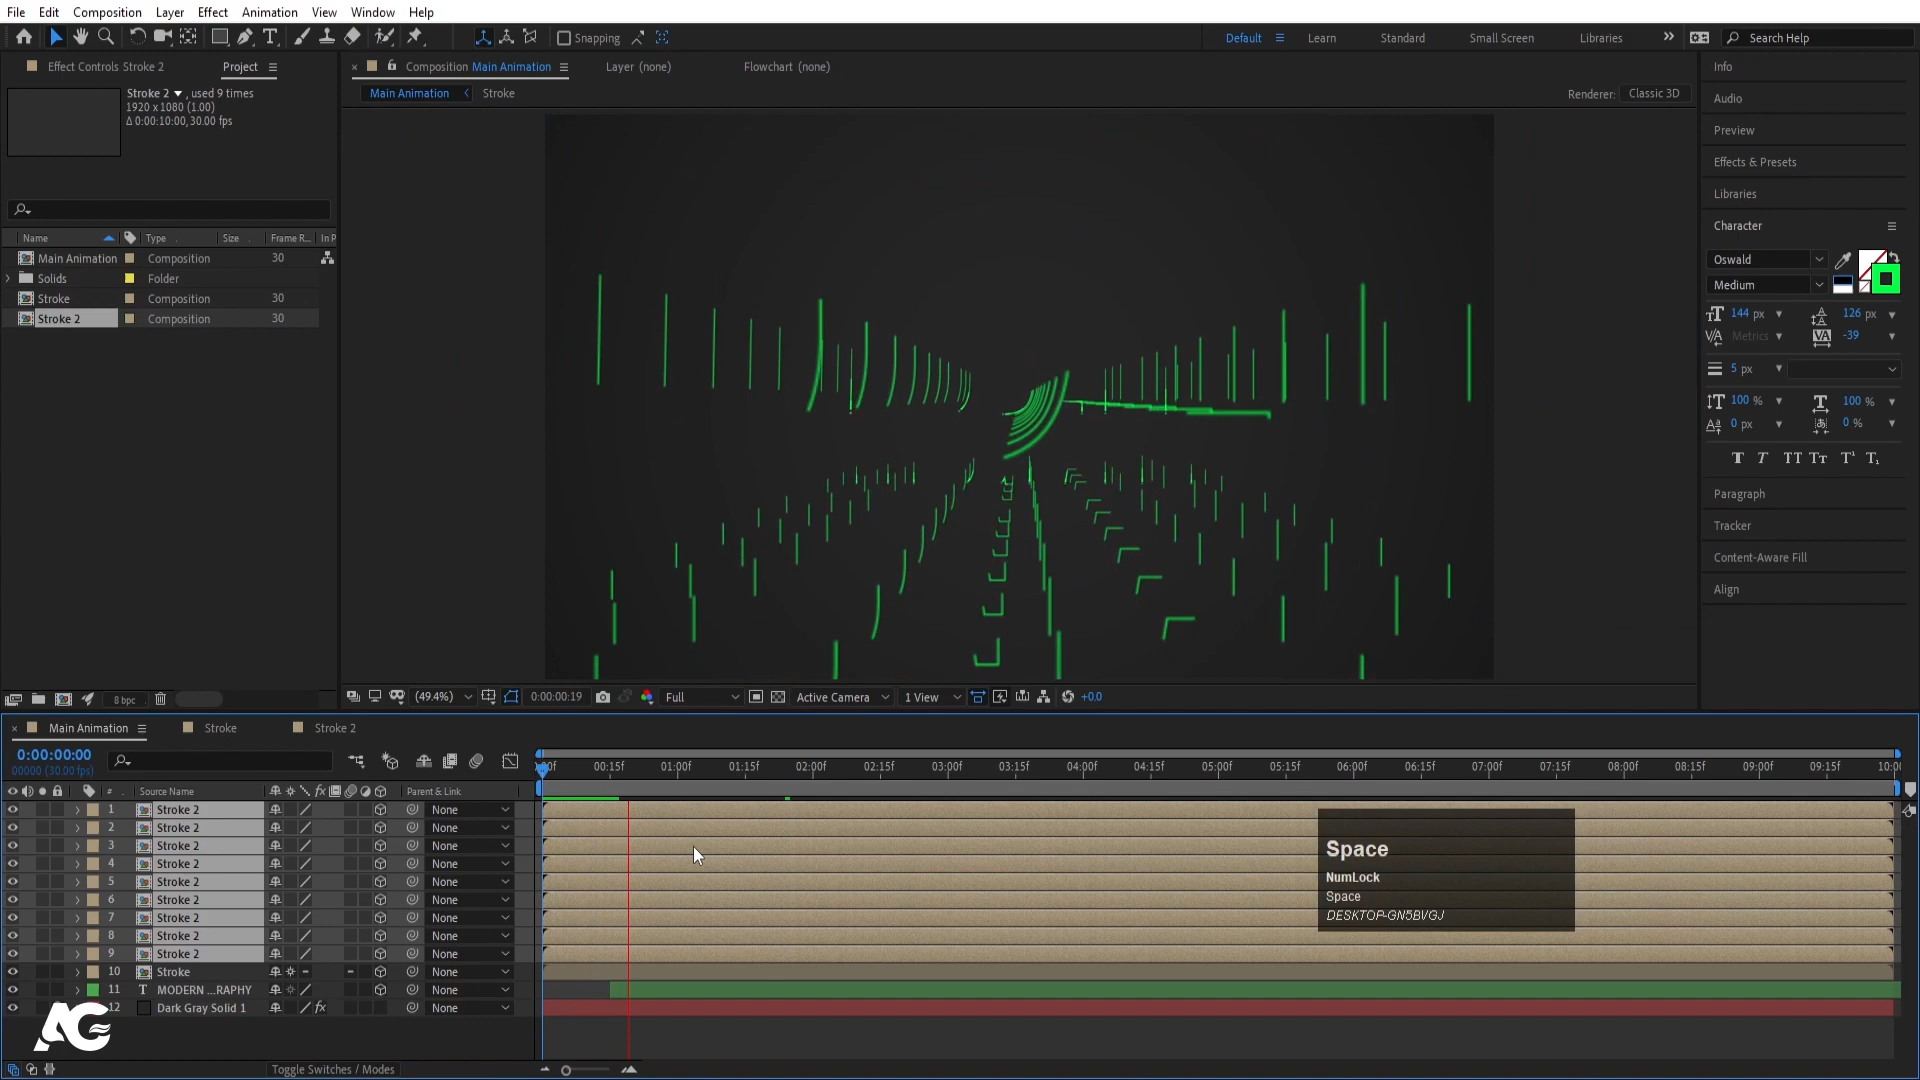 File Edit Composition Layer Effect Animation View Window Help
Snapping Default Learn Standard Small Screen Libraries Search Help
Effect Controls Stroke 2 Project
Composition Main Animation Layer (none) Flowchart (none)
Main Animation Stroke Renderer: Classic 3D
Stroke 2 , used 9 times
1920 x 1080 (1.00)
Δ 0:00:10:00, 30.00 fps
Name Type Size Frame R... In P
Main Animation Composition 30
Solids Folder
Stroke Composition 30
Stroke 2 Composition 30
Info
Audio
Preview
Effects & Presets
Libraries
Character
Oswald
Medium
144 px 126 px
Metrics -39
5 px
100 % 100 %
0 px 0 %
T T TT Tt T¹ T₁
Paragraph
Tracker
Content-Aware Fill
Align
8 bpc (49.4%) 0:00:00:19 Full Active Camera 1 View +0.0
Main Animation Stroke Stroke 2
0:00:00:00
00000 (30.00 fps)
00:15f 01:00f 01:15f 02:00f 02:15f 03:00f 03:15f 04:00f 04:15f 05:00f 05:15f 06:00f 06:15f 07:00f 07:15f 08:00f 08:15f 09:00f 09:15f
# Source Name fx Parent & Link
1 Stroke 2 None
2 Stroke 2 None
3 Stroke 2 None
4 Stroke 2 None
5 Stroke 2 None
6 Stroke 2 None
7 Stroke 2 None
8 Stroke 2 None
9 Stroke 2 None
10 Stroke None
11 T MODERN ...RAPHY None
12 Dark Gray Solid 1 fx None
Space
NumLock
Space
DESKTOP-GN5BVGJ
AG
Toggle Switches / Modes